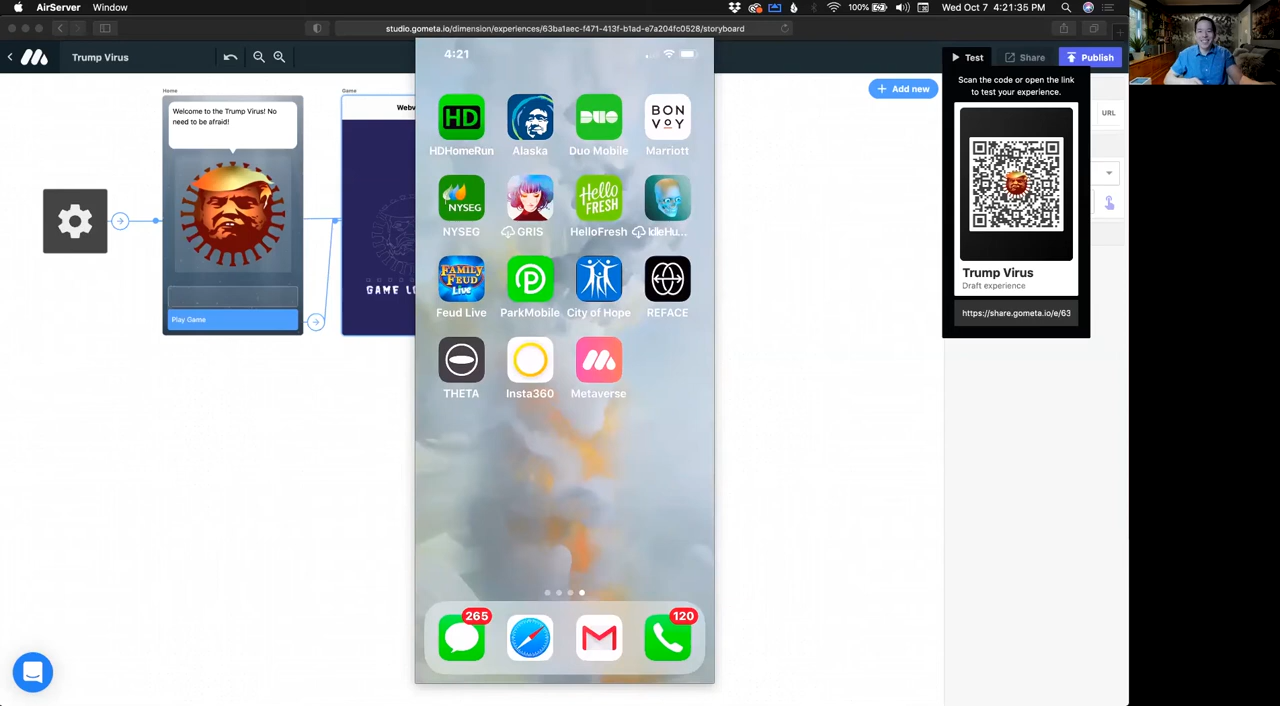 AirServer Window
100%
Wed Oct 7 4:21:35 PM
studio.gometa.io/dimension/experiences/63ba1aec-f471-413f-b1ad-e7a204fc0528/storyboard
Trump Virus
Test
Share
Publish
Scan the code or open the link
to test your experience.
Trump Virus
Draft experience
https://share.gometa.io/e/63
Add new
URL
Home
Welcome to the Trump Virus! No
need to be afraid!
Play Game
Game
Webv
GAME L
4:21
HD
DUO
BON
VOY
HDHomeRun
Alaska
Duo Mobile
Marriott
NYSEG
Hello
FRESH
NYSEG
GRIS
HelloFresh
IdleHu...
FAMILY
FEUD
Live
P
Feud Live
ParkMobile
City of Hope
REFACE
THETA
Insta360
Metaverse
265
120